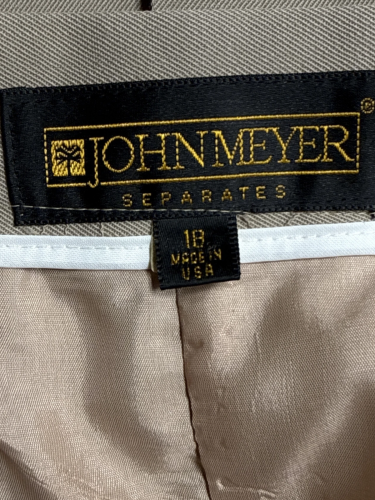 JOHN MEYER ®
SEPARATES
18
MADE IN
USA